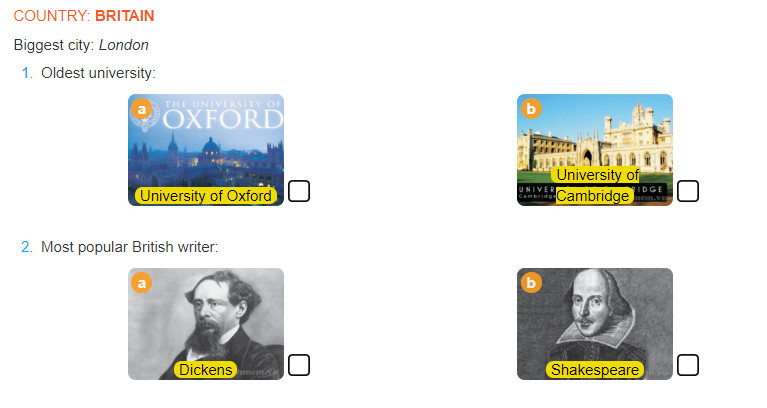 COUNTRY: BRITAIN
Biggest city: London
1. Oldest university:
a
THE UNIVERSITY OF
OXFORD
University of Oxford
b
University of
Cambridge
2. Most popular British writer:
a
Dickens
b
Shakespeare